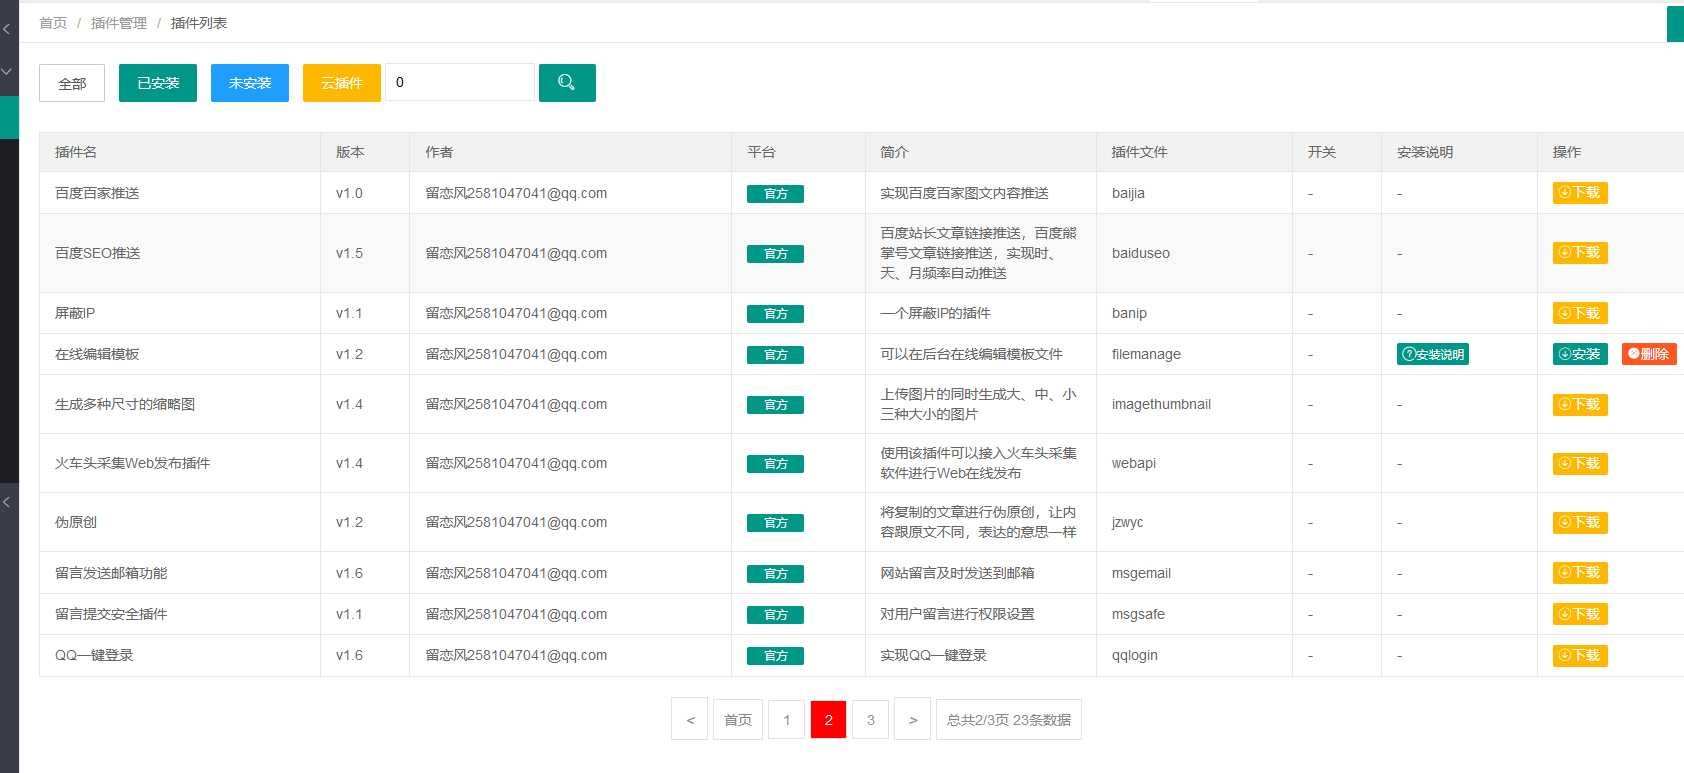 首页 / 插件管理 / 插件列表
全部 已安装 未安装 云插件 0
插件名 版本 作者 平台 简介 插件文件 开关 安装说明 操作
百度百家推送 v1.0 留恋风2581047041@qq.com 官方 实现百度百家图文内容推送 baijia - - 下载
百度SEO推送 v1.5 留恋风2581047041@qq.com 官方 百度站长文章链接推送，百度熊
掌号文章链接推送，实现时、
天、月频率自动推送 baiduseo - - 下载
屏蔽IP v1.1 留恋风2581047041@qq.com 官方 一个屏蔽IP的插件 banip - - 下载
在线编辑模板 v1.2 留恋风2581047041@qq.com 官方 可以在后台在线编辑模板文件 filemanage - 安装说明 安装 删除
生成多种尺寸的缩略图 v1.4 留恋风2581047041@qq.com 官方 上传图片的同时生成大、中、小
三种大小的图片 imagethumbnail - - 下载
火车头采集Web发布插件 v1.4 留恋风2581047041@qq.com 官方 使用该插件可以接入火车头采集
软件进行Web在线发布 webapi - - 下载
伪原创 v1.2 留恋风2581047041@qq.com 官方 将复制的文章进行伪原创，让内
容跟原文不同，表达的意思一样 jzwyc - - 下载
留言发送邮箱功能 v1.6 留恋风2581047041@qq.com 官方 网站留言及时发送到邮箱 msgemail - - 下载
留言提交安全插件 v1.1 留恋风2581047041@qq.com 官方 对用户留言进行权限设置 msgsafe - - 下载
QQ一键登录 v1.6 留恋风2581047041@qq.com 官方 实现QQ一键登录 qqlogin - - 下载
< 首页 1 2 3 > 总共2/3页 23条数据